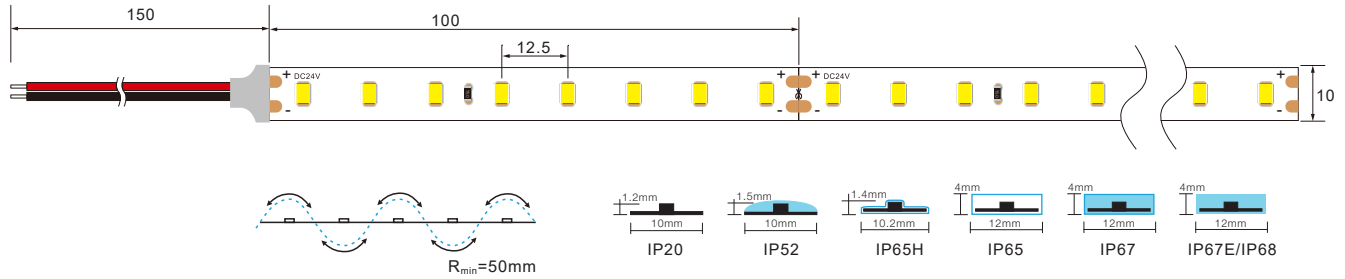 150
100
12.5
+ DC24V + + DC24V +
- - - -
10
1.2mm
10mm
IP20
1.5mm
10mm
IP52
1.4mm
10.2mm
IP65H
4mm
12mm
IP65
4mm
12mm
IP67
4mm
12mm
IP67E/IP68
Rmin=50mm